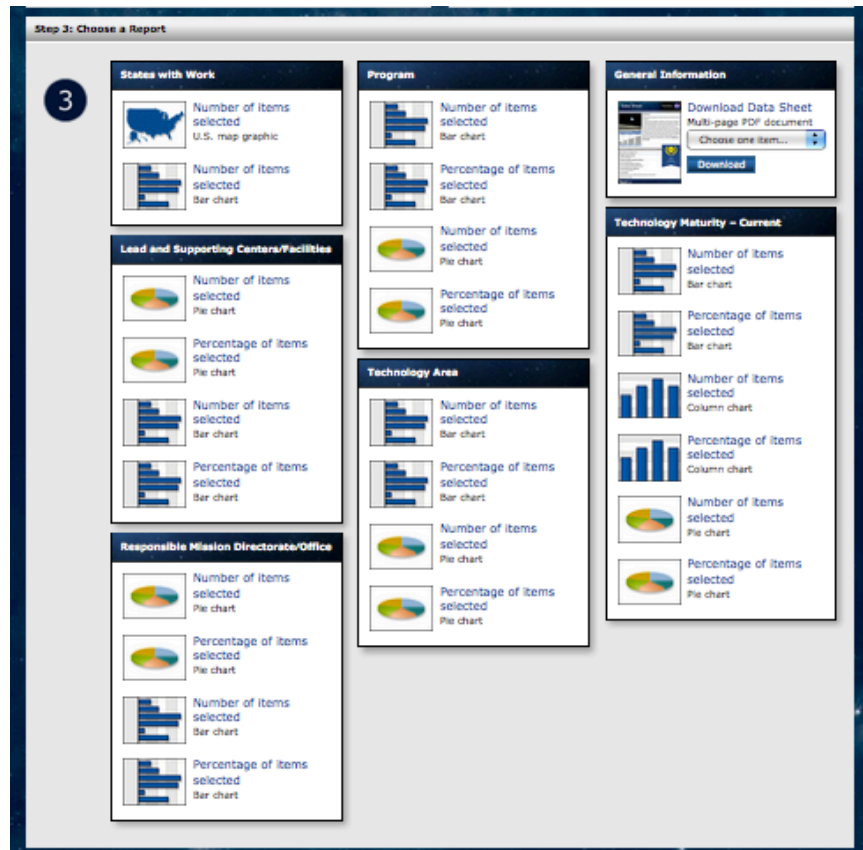 Step 3: Choose a Report
3
States with Work
Number of items
selected
U.S. map graphic
Number of items
selected
Bar chart
Lead and Supporting Centers/Facilities
Number of items
selected
Pie chart
Percentage of items
selected
Pie chart
Number of items
selected
Bar chart
Percentage of items
selected
Bar chart
Responsible Mission Directorate/Office
Number of items
selected
Pie chart
Percentage of items
selected
Pie chart
Number of items
selected
Bar chart
Percentage of items
selected
Bar chart
Program
Number of items
selected
Bar chart
Percentage of items
selected
Bar chart
Number of items
selected
Pie chart
Percentage of items
selected
Pie chart
Technology Area
Number of items
selected
Bar chart
Percentage of items
selected
Bar chart
Number of items
selected
Pie chart
Percentage of items
selected
Pie chart
General Information
Download Data Sheet
Multi-page PDF document
Choose one item...
Download
Technology Maturity – Current
Number of items
selected
Bar chart
Percentage of items
selected
Bar chart
Number of items
selected
Column chart
Percentage of items
selected
Column chart
Number of items
selected
Pie chart
Percentage of items
selected
Pie chart